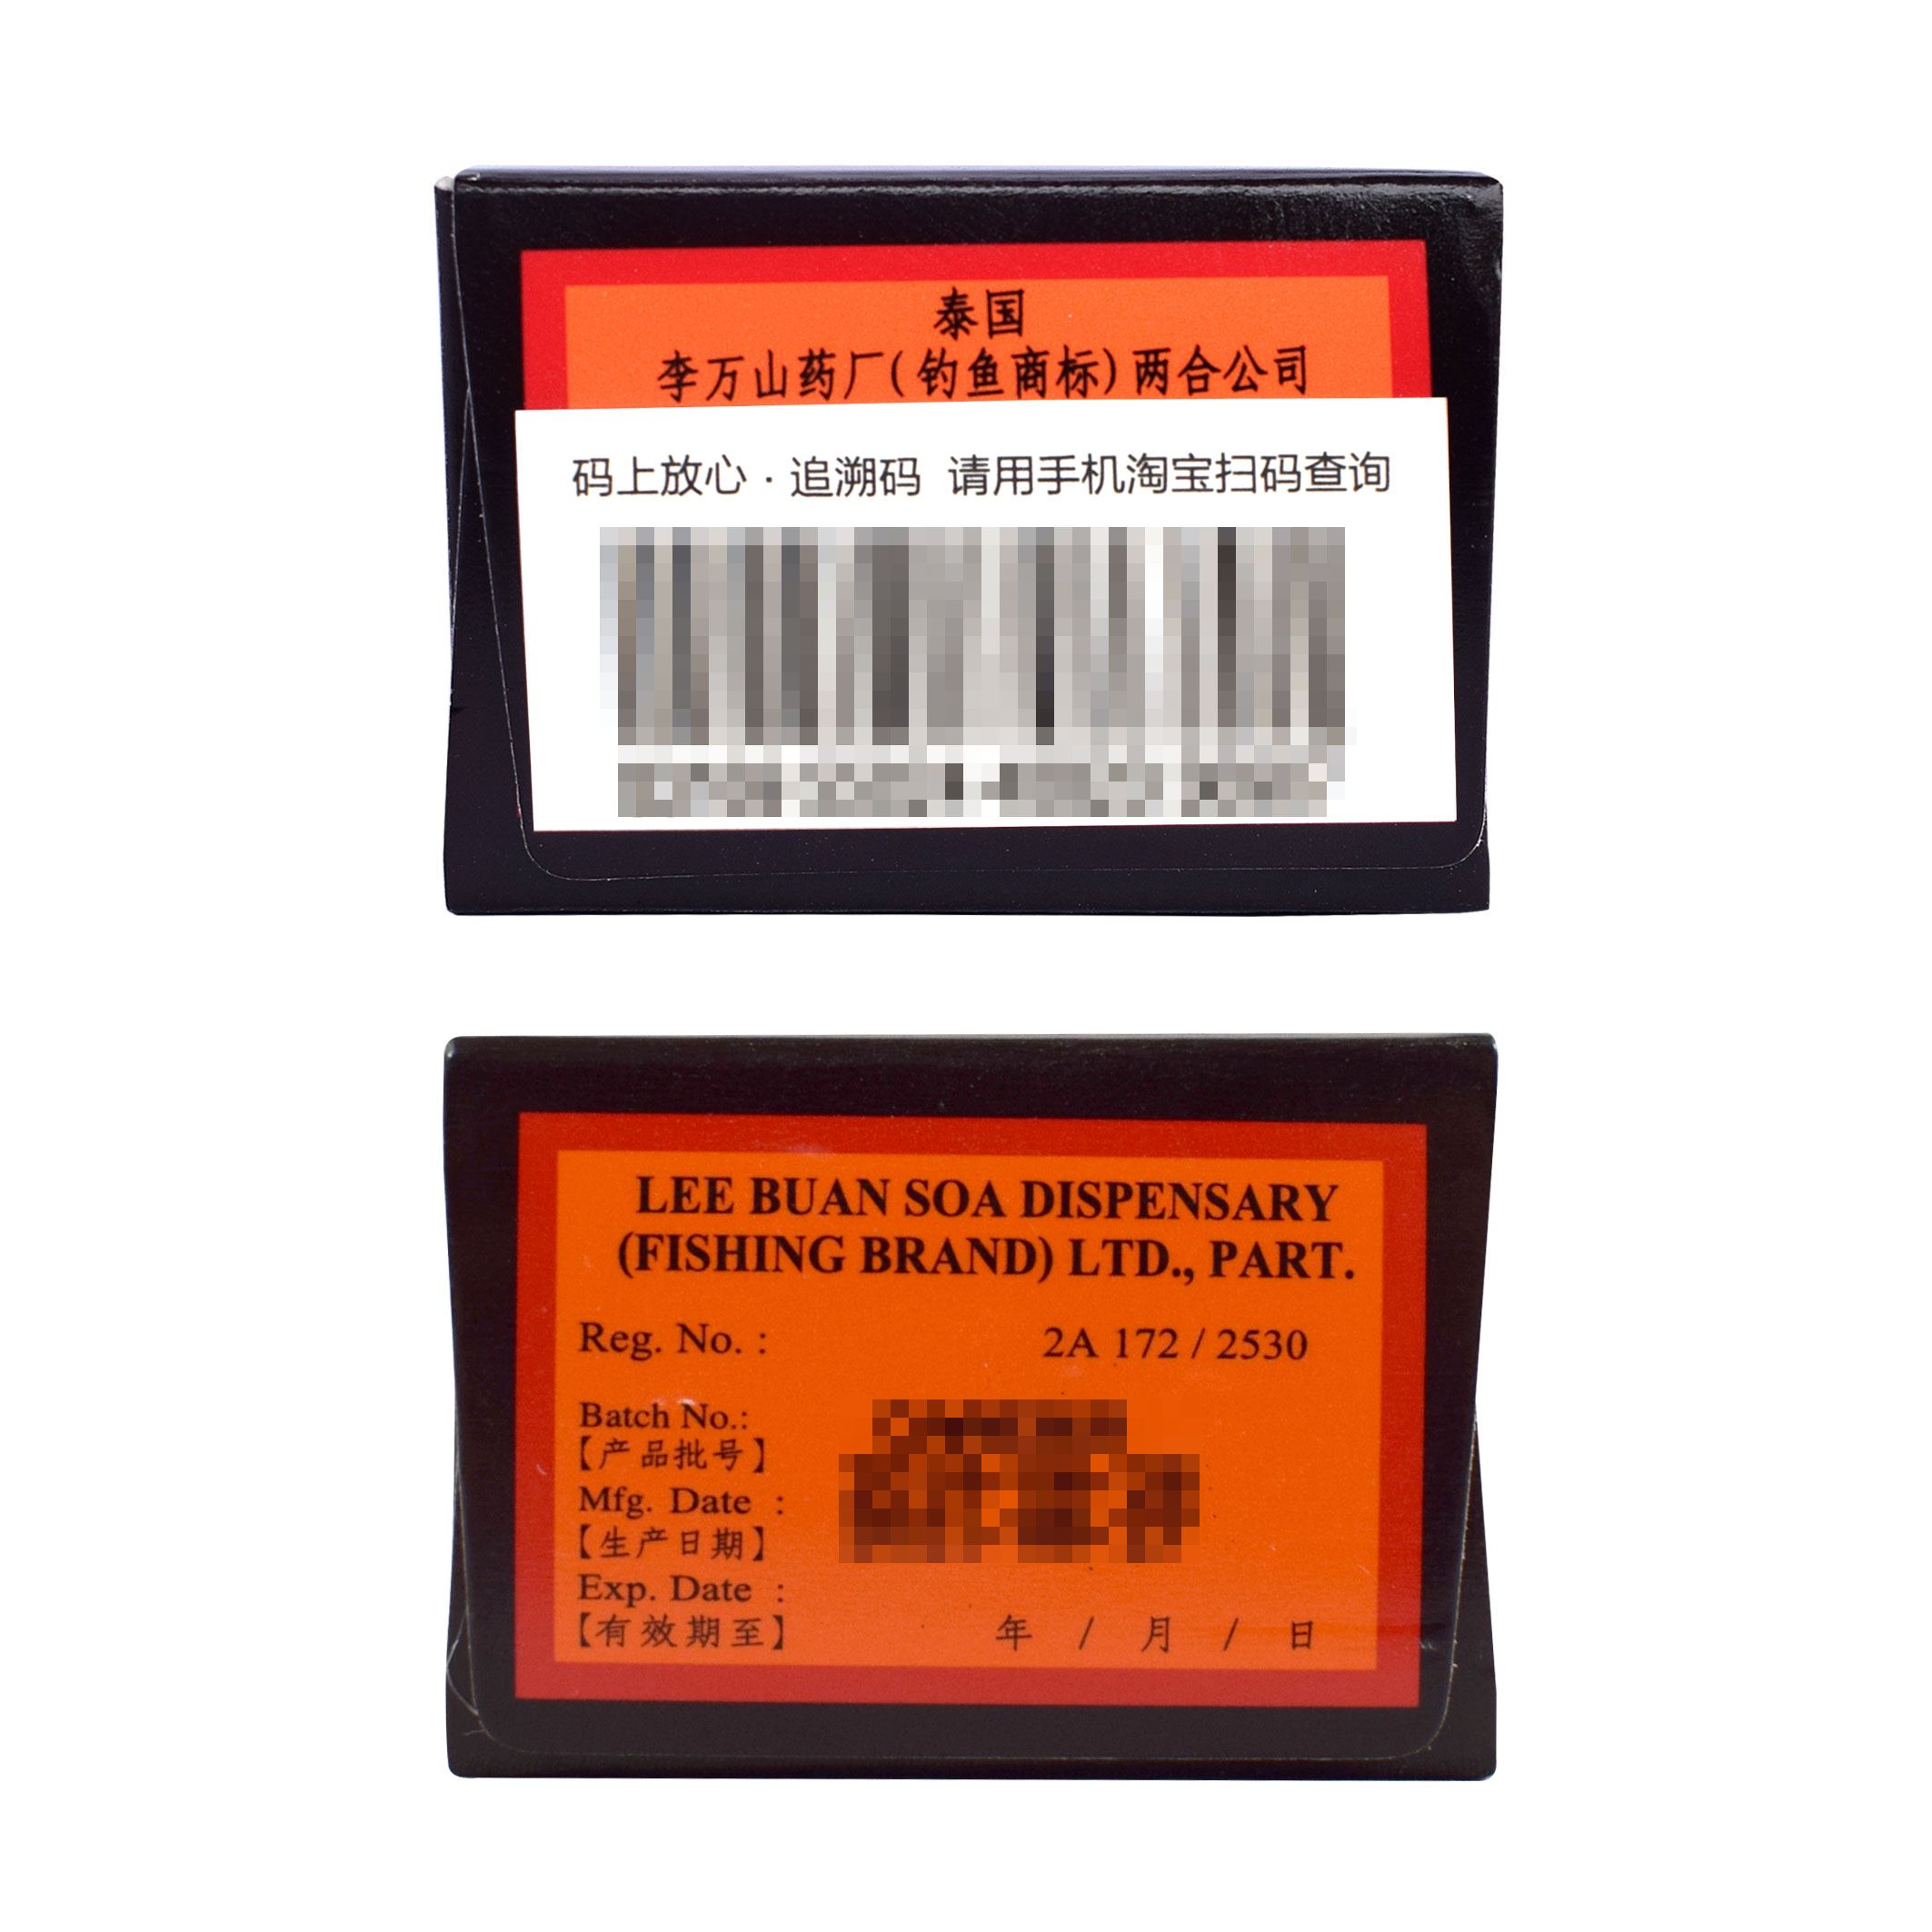 泰国
李万山药厂(钓鱼商标)两合公司
码上放心·追溯码 请用手机淘宝扫码查询
LEE BUAN SOA DISPENSARY
(FISHING BRAND) LTD., PART.
Reg. No. : 2A 172 / 2530
Batch No.:
【产品批号】
Mfg. Date :
【生产日期】
Exp. Date :
【有效期至】 年 / 月 / 日